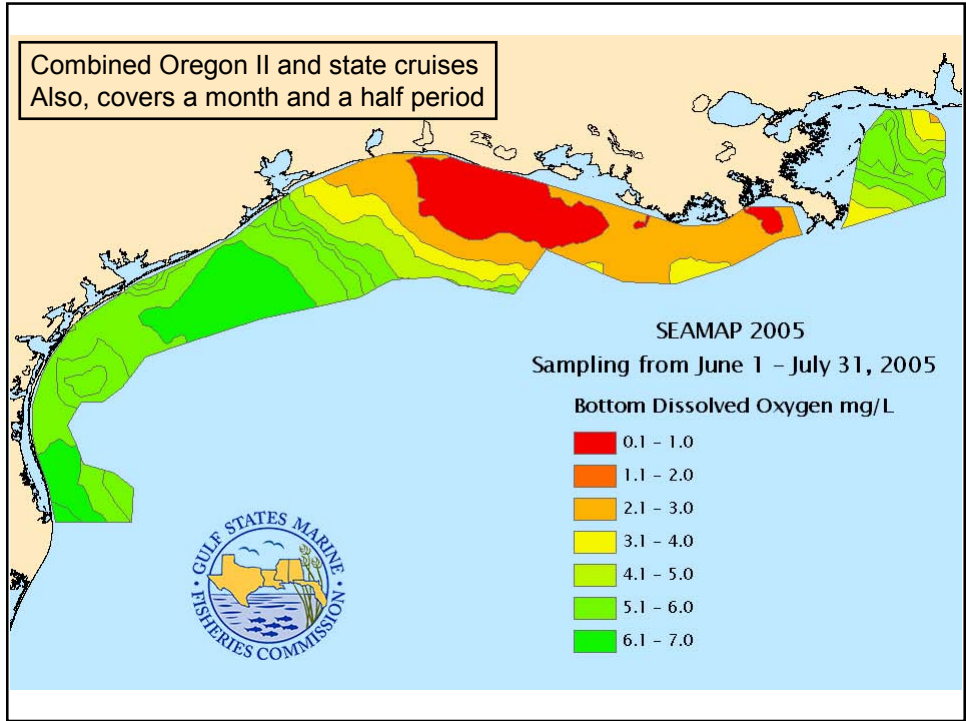 Combined Oregon II and state cruises
Also, covers a month and a half period
SEAMAP 2005
Sampling from June 1 – July 31, 2005
Bottom Dissolved Oxygen mg/L
0.1 – 1.0
1.1 – 2.0
2.1 – 3.0
3.1 – 4.0
4.1 – 5.0
5.1 – 6.0
6.1 – 7.0
GULF STATES MARINE
FISHERIES COMMISSION